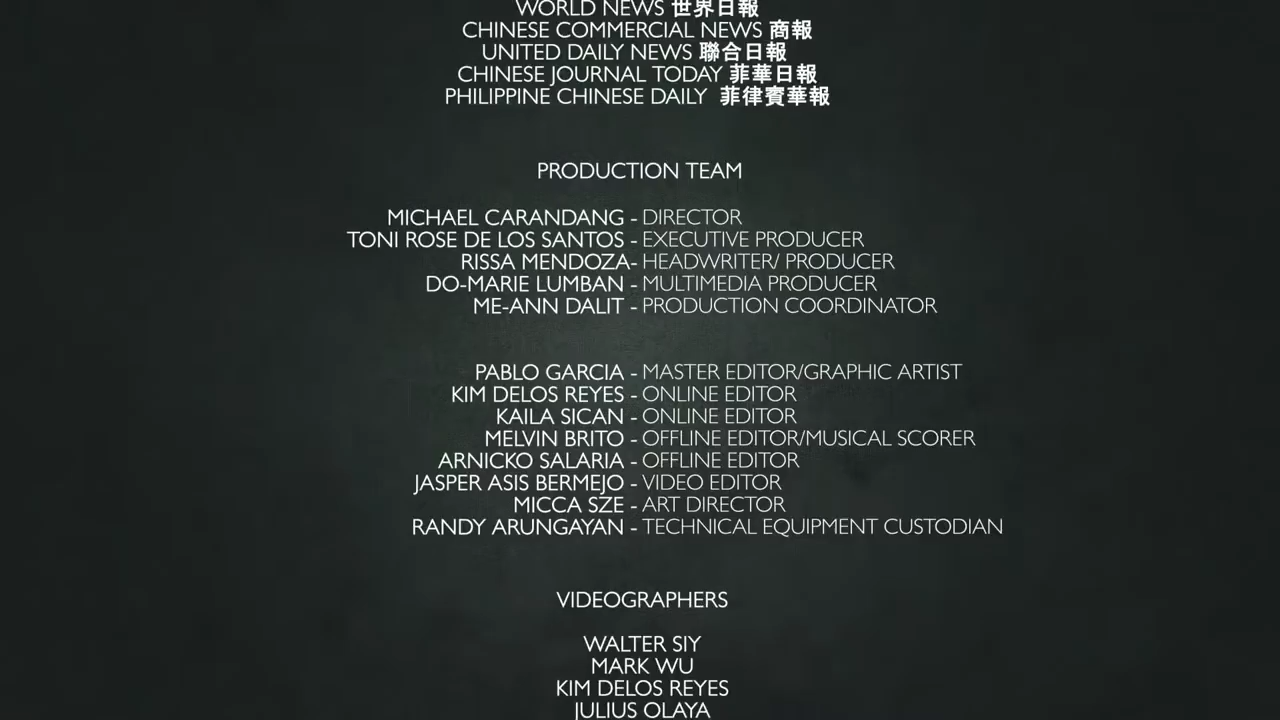 WORLD NEWS 世界日報
CHINESE COMMERCIAL NEWS 商報
UNITED DAILY NEWS 聯合日報
CHINESE JOURNAL TODAY 菲華日報
PHILIPPINE CHINESE DAILY 菲律賓華報
PRODUCTION TEAM
MICHAEL CARANDANG - DIRECTOR
TONI ROSE DE LOS SANTOS - EXECUTIVE PRODUCER
RISSA MENDOZA- HEADWRITER/ PRODUCER
DO-MARIE LUMBAN - MULTIMEDIA PRODUCER
ME-ANN DALIT - PRODUCTION COORDINATOR
PABLO GARCIA - MASTER EDITOR/GRAPHIC ARTIST
KIM DELOS REYES - ONLINE EDITOR
KAILA SICAN - ONLINE EDITOR
MELVIN BRITO - OFFLINE EDITOR/MUSICAL SCORER
ARNICKO SALARIA - OFFLINE EDITOR
JASPER ASIS BERMEJO - VIDEO EDITOR
MICCA SZE - ART DIRECTOR
RANDY ARUNGAYAN - TECHNICAL EQUIPMENT CUSTODIAN
VIDEOGRAPHERS
WALTER SIY
MARK WU
KIM DELOS REYES
JULIUS OLAYA